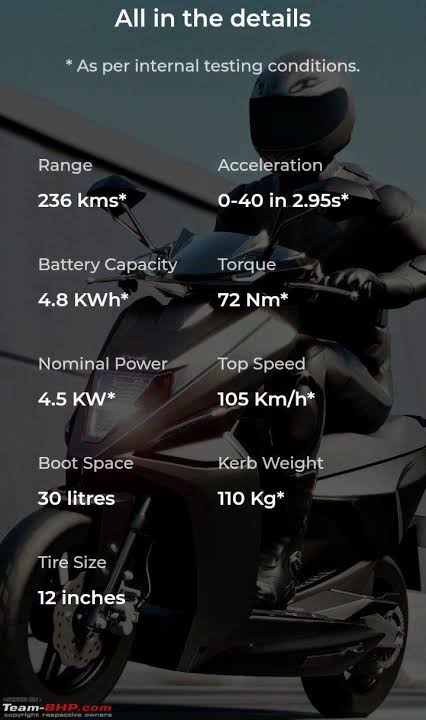 All in the details
* As per internal testing conditions.
Range
Acceleration
236 kms*
0-40 in 2.95s*
Battery Capacity
Torque
4.8 KWh*
72 Nm*
Nominal Power
Top Speed
4.5 KW*
105 Km/h*
Boot Space
Kerb Weight
30 litres
110 Kg*
Tire Size
12 inches
Team-BHP.com
copyright respective owners